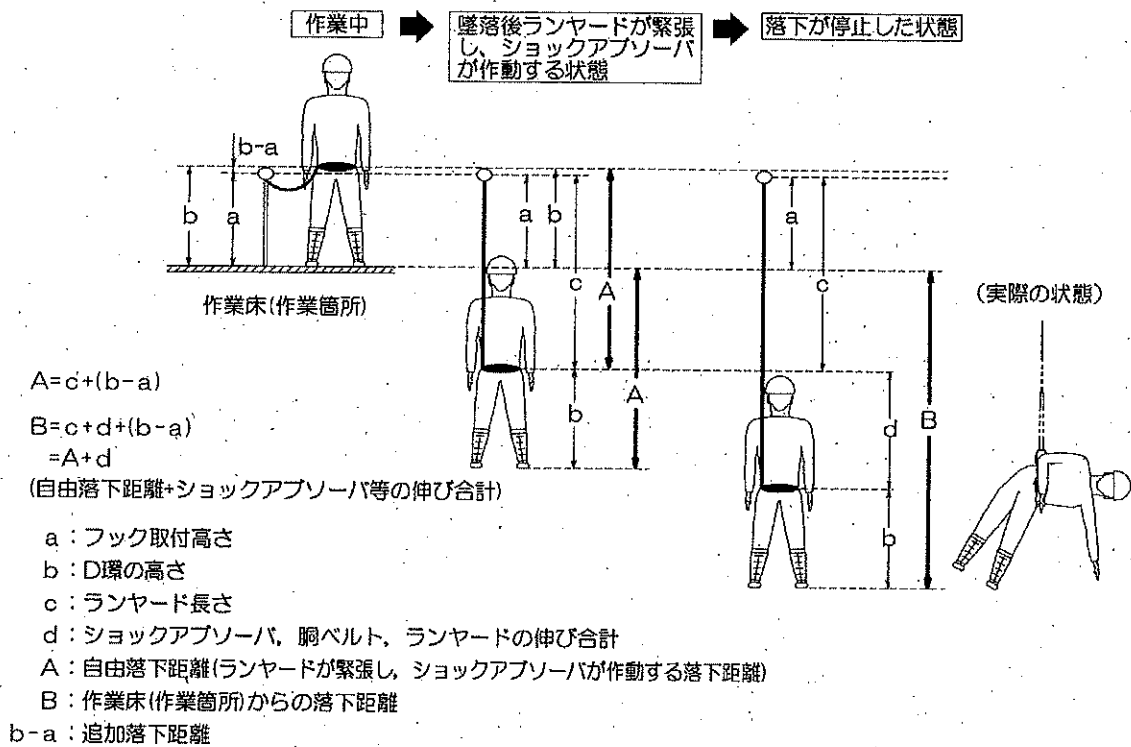 作業中
墜落後ランヤードが緊張
し、ショックアブソーバ
が作動する状態
落下が停止した状態
b-a
b
a
a
b
c
A
A
b
a
c
d
B
b
作業床(作業箇所)
(実際の状態)
A=c+(b-a)
B=c+d+(b-a)
=A+d
(自由落下距離+ショックアブソーバ等の伸び合計)
a:フック取付高さ
b:D環の高さ
c:ランヤード長さ
d:ショックアブソーバ,胴ベルト,ランヤードの伸び合計
A:自由落下距離(ランヤードが緊張し,ショックアブソーバが作動する落下距離)
B:作業床(作業箇所)からの落下距離
b-a:追加落下距離